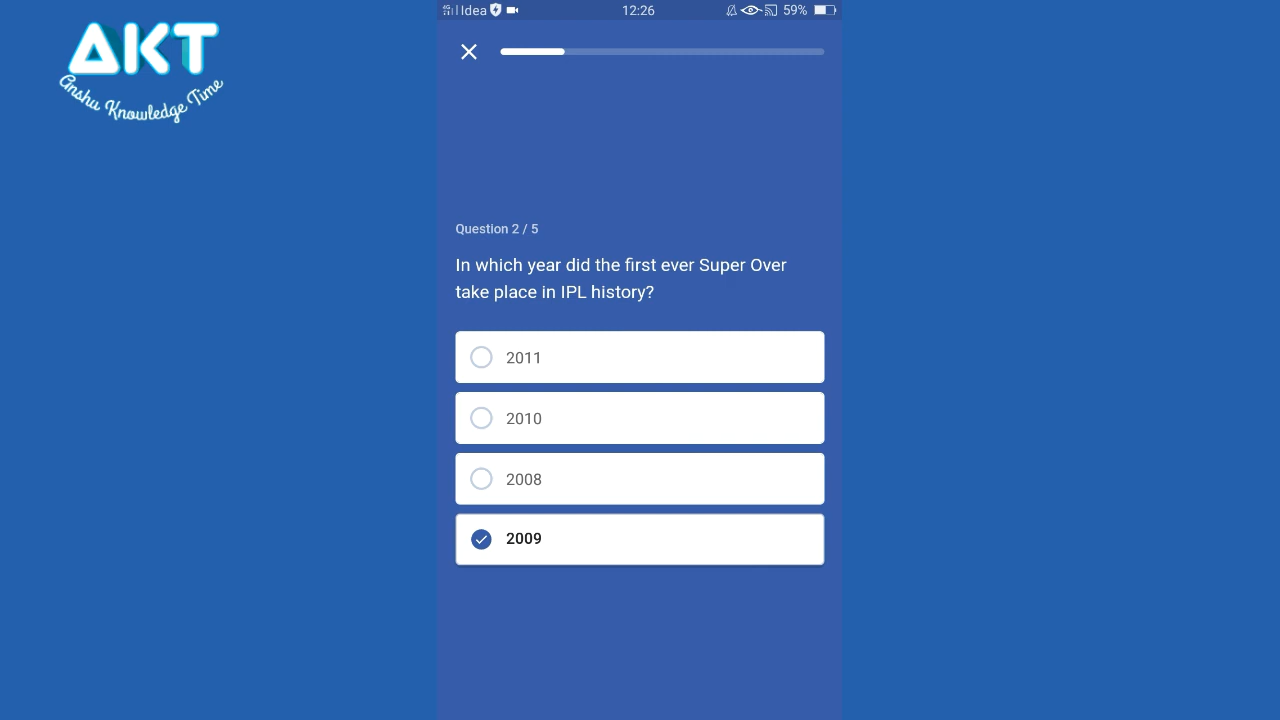 AKT
Anshu Knowledge Time
Idea
12:26
59%
Question 2 / 5
In which year did the first ever Super Over
take place in IPL history?
2011
2010
2008
2009